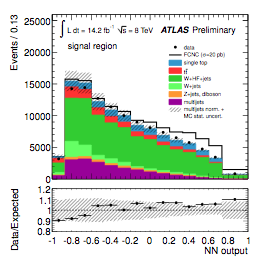 ∫ L dt = 14.2 fb⁻¹ √s = 8 TeV ATLAS Preliminary
signal region
data
FCNC (σ=20 pb)
single top
tt̄
W+HF+jets
W+jets
Z+jets, diboson
multijets
multijets norm. +
MC stat. uncert.
Events / 0.13
25000
20000
15000
10000
5000
0
Data/Expected
1.2
1.1
1.0
0.9
0.8
-1 -0.8 -0.6 -0.4 -0.2 0 0.2 0.4 0.6 0.8 1
NN output